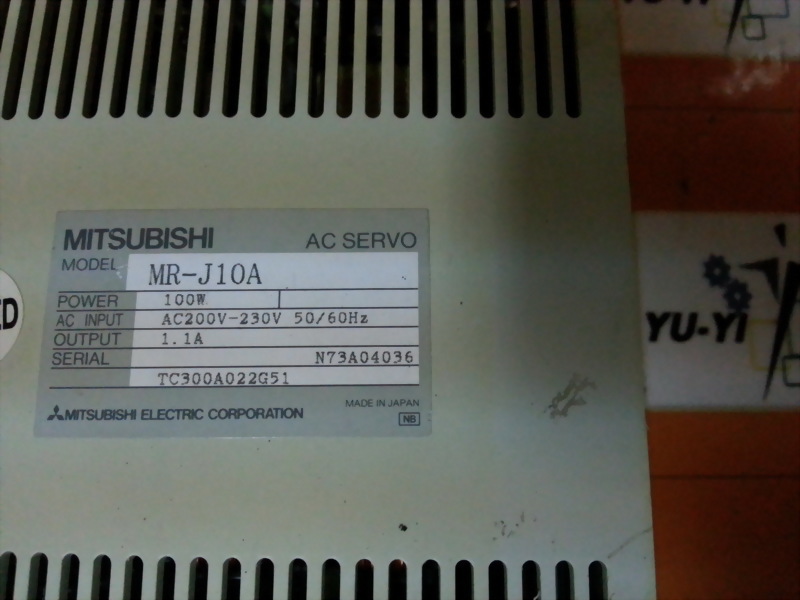 MITSUBISHI AC SERVO
MODEL MR-J10A
POWER 100W
AC INPUT AC200V-230V 50/60Hz
OUTPUT 1.1A
SERIAL N73A04036
TC300A022G51
MITSUBISHI ELECTRIC CORPORATION MADE IN JAPAN
NB
YU-YI